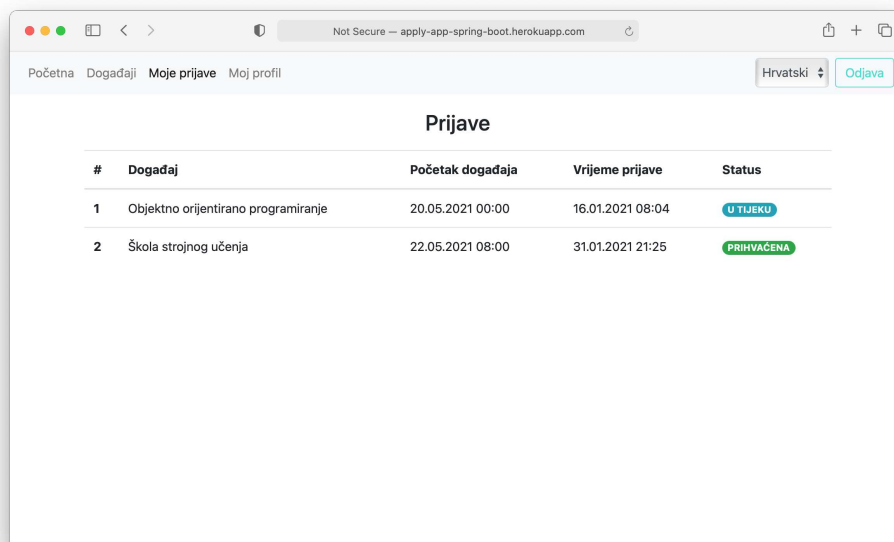 Not Secure — apply-app-spring-boot.herokuapp.com
Početna Događaji Moje prijave Moj profil Hrvatski Odjava
Prijave
# Događaj Početak događaja Vrijeme prijave Status
1 Objektno orijentirano programiranje 20.05.2021 00:00 16.01.2021 08:04 U TIJEKU
2 Škola strojnog učenja 22.05.2021 08:00 31.01.2021 21:25 PRIHVAĆENA